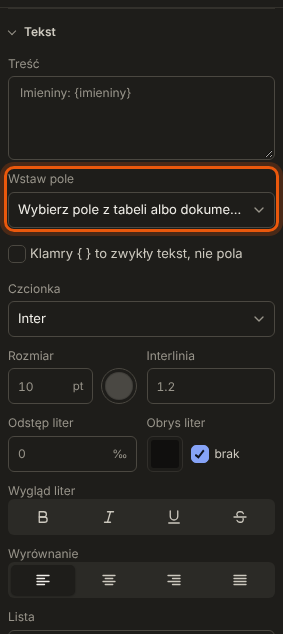 Tekst
Treść
Imieniny: {imieniny}
Wstaw pole
Wybierz pole z tabeli albo dokume...
Klamry { } to zwykły tekst, nie pola
Czcionka
Inter
Rozmiar Interlinia
10 pt 1.2
Odstęp liter Obrys liter
0 ‰ brak
Wygląd liter
B I U S
Wyrównanie
Lista